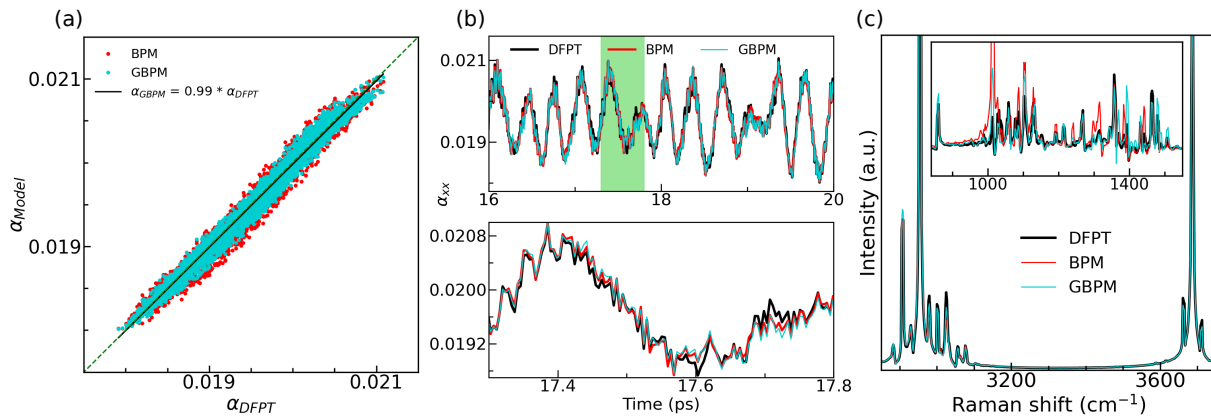 (a)
BPM
GBPM
α_GBPM = 0.99 * α_DFPT
0.021
0.019
α_Model
0.019
0.021
α_DFPT
(b)
DFPT
BPM
GBPM
0.021
0.019
16
17
18
19
20
α_xx
0.0208
0.0200
0.0192
17.4
17.6
17.8
Time (ps)
(c)
1000
1400
DFPT
BPM
GBPM
Intensity (a.u.)
3200
3600
Raman shift (cm⁻¹)